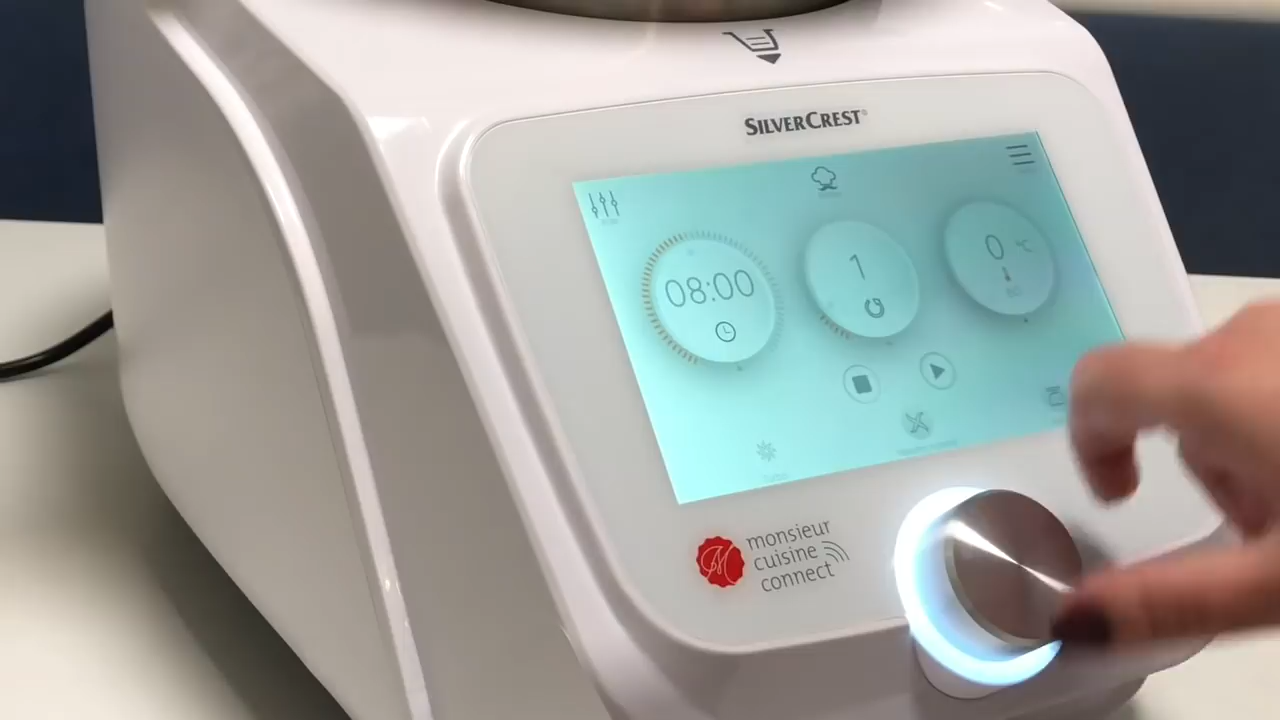 SILVERCREST®
08:00
1
0 °C
monsieur
cuisine
connect